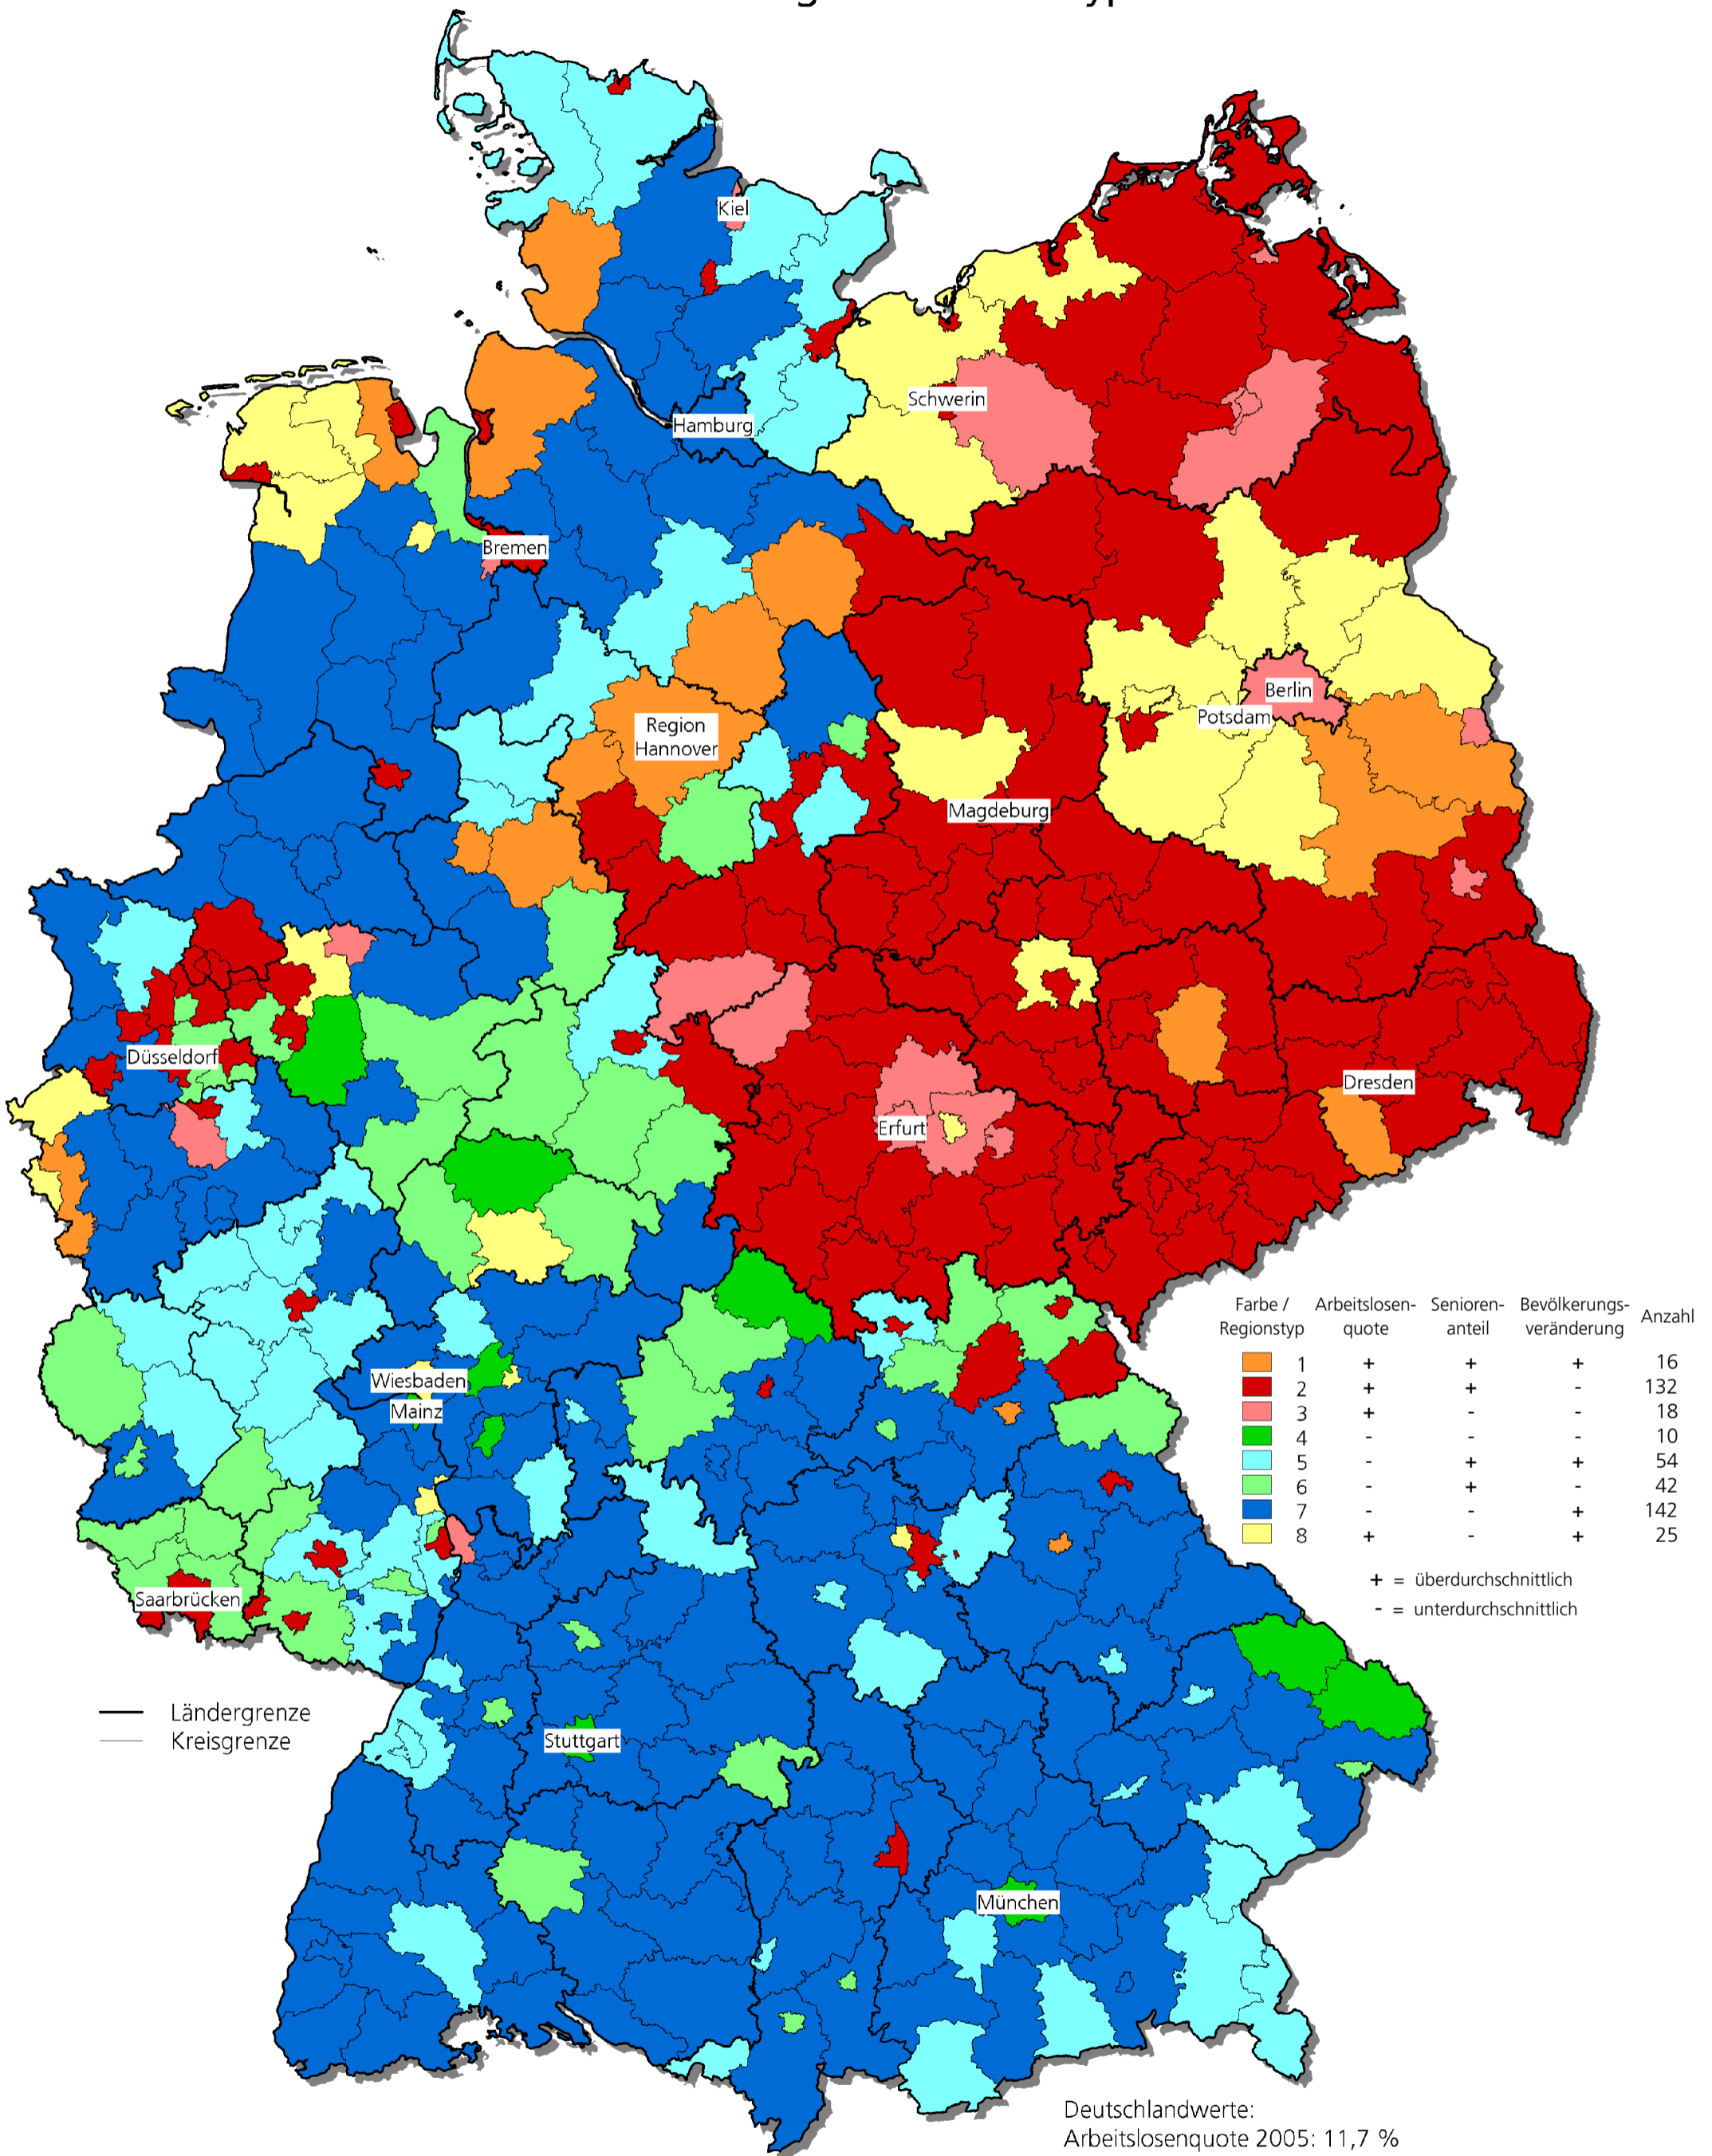 Kiel
Schwerin
Hamburg
Bremen
Berlin
Potsdam
Region
Hannover
Magdeburg
Düsseldorf
Dresden
Erfurt
Wiesbaden
Mainz
Farbe / Arbeitslosen- Senioren- Bevölkerungs- Anzahl
Regionstyp quote anteil veränderung
1 + + + 16
2 + + - 132
3 + - - 18
4 - - - 10
5 - + + 54
6 - + - 42
7 - - + 142
8 + - + 25
+ = überdurchschnittlich
- = unterdurchschnittlich
Saarbrücken
Ländergrenze
Kreisgrenze
Stuttgart
München
Deutschlandwerte:
Arbeitslosenquote 2005: 11,7 %